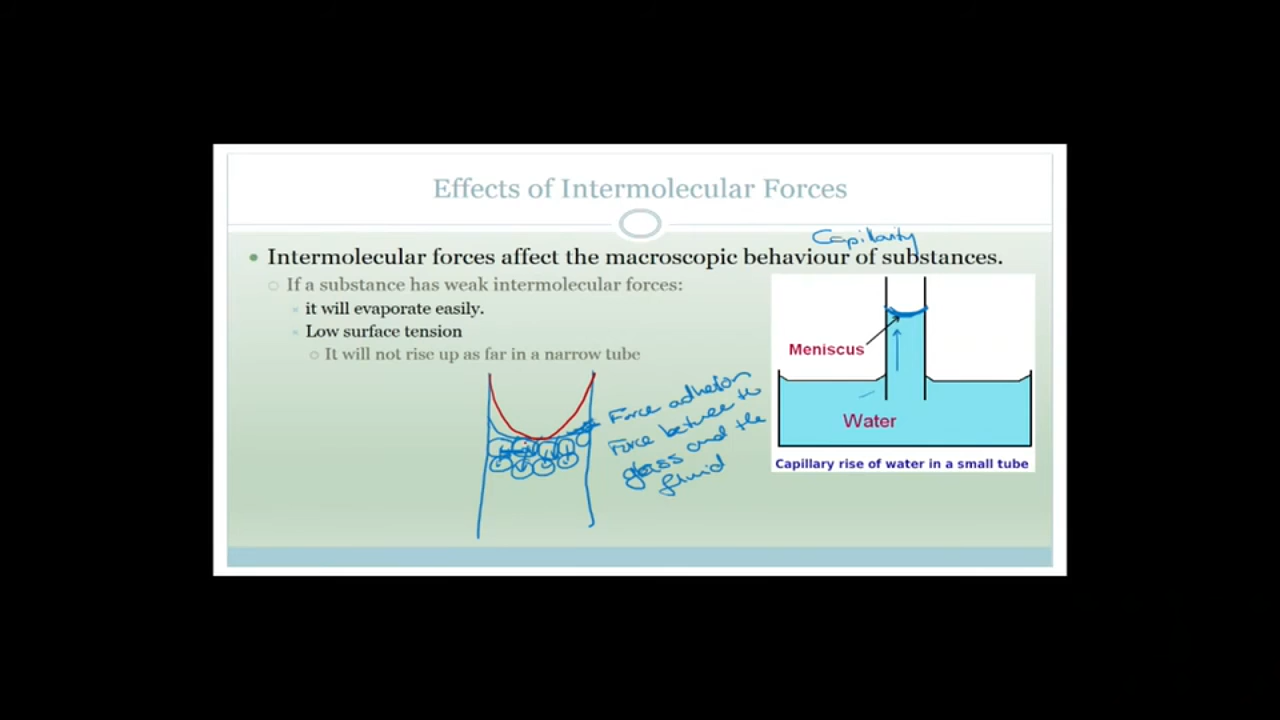 Effects of Intermolecular Forces
Capilarity
Intermolecular forces affect the macroscopic behaviour of substances.
If a substance has weak intermolecular forces:
it will evaporate easily.
Low surface tension
It will not rise up as far in a narrow tube
Force adhesion
Force between the
glass and the
fluid
Meniscus
Water
Capillary rise of water in a small tube